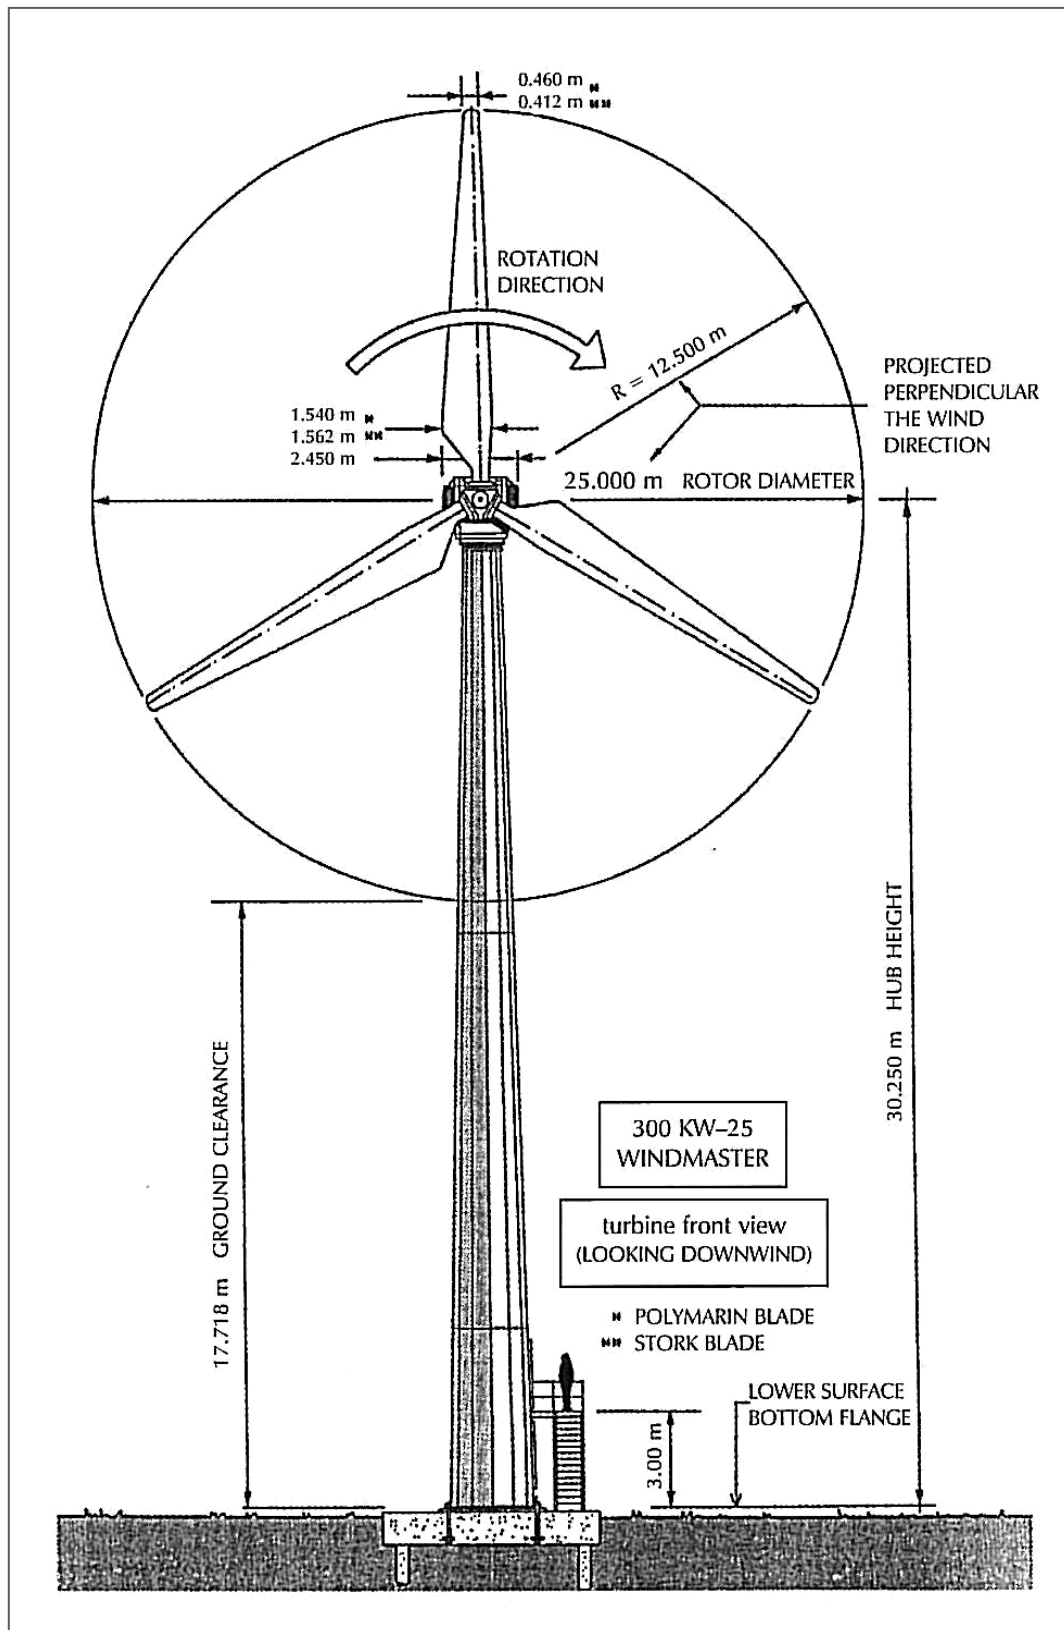 0.460 m ⁎
0.412 m ⁎⁎
ROTATION
DIRECTION
R = 12.500 m
PROJECTED
PERPENDICULAR
THE WIND
DIRECTION
1.540 m ⁎
1.562 m ⁎⁎
2.450 m
25.000 m ROTOR DIAMETER
30.250 m HUB HEIGHT
17.718 m GROUND CLEARANCE
300 KW–25
WINDMASTER
turbine front view
(LOOKING DOWNWIND)
⁎ POLYMARIN BLADE
⁎⁎ STORK BLADE
LOWER SURFACE
BOTTOM FLANGE
3.00 m